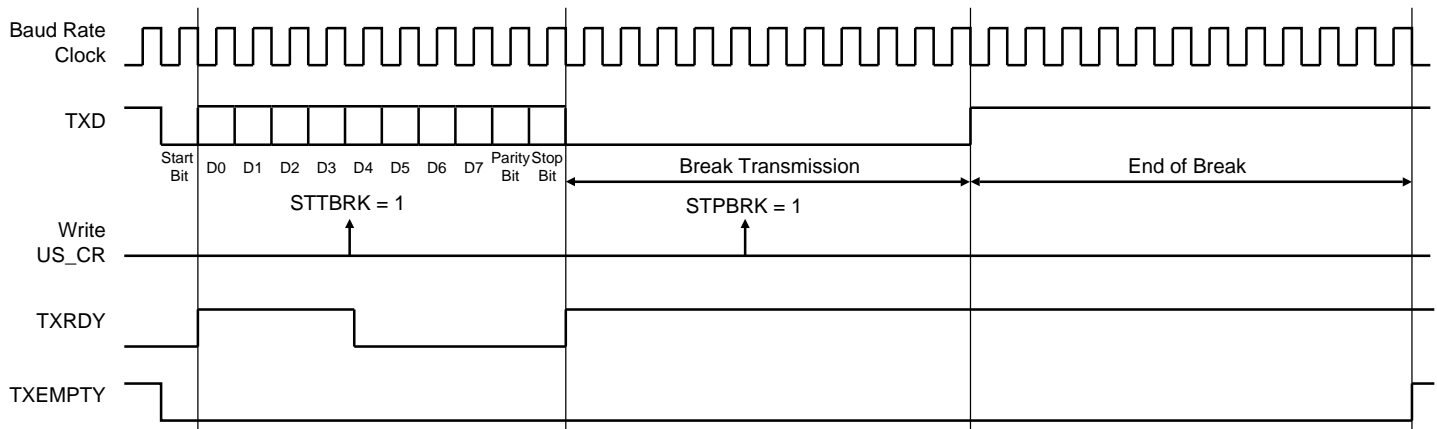 Baud Rate
Clock
TXD
Start
Bit
D0
D1
D2
D3
D4
D5
D6
D7
Parity
Bit
Stop
Bit
Break Transmission
End of Break
STTBRK = 1
STPBRK = 1
Write
US_CR
TXRDY
TXEMPTY